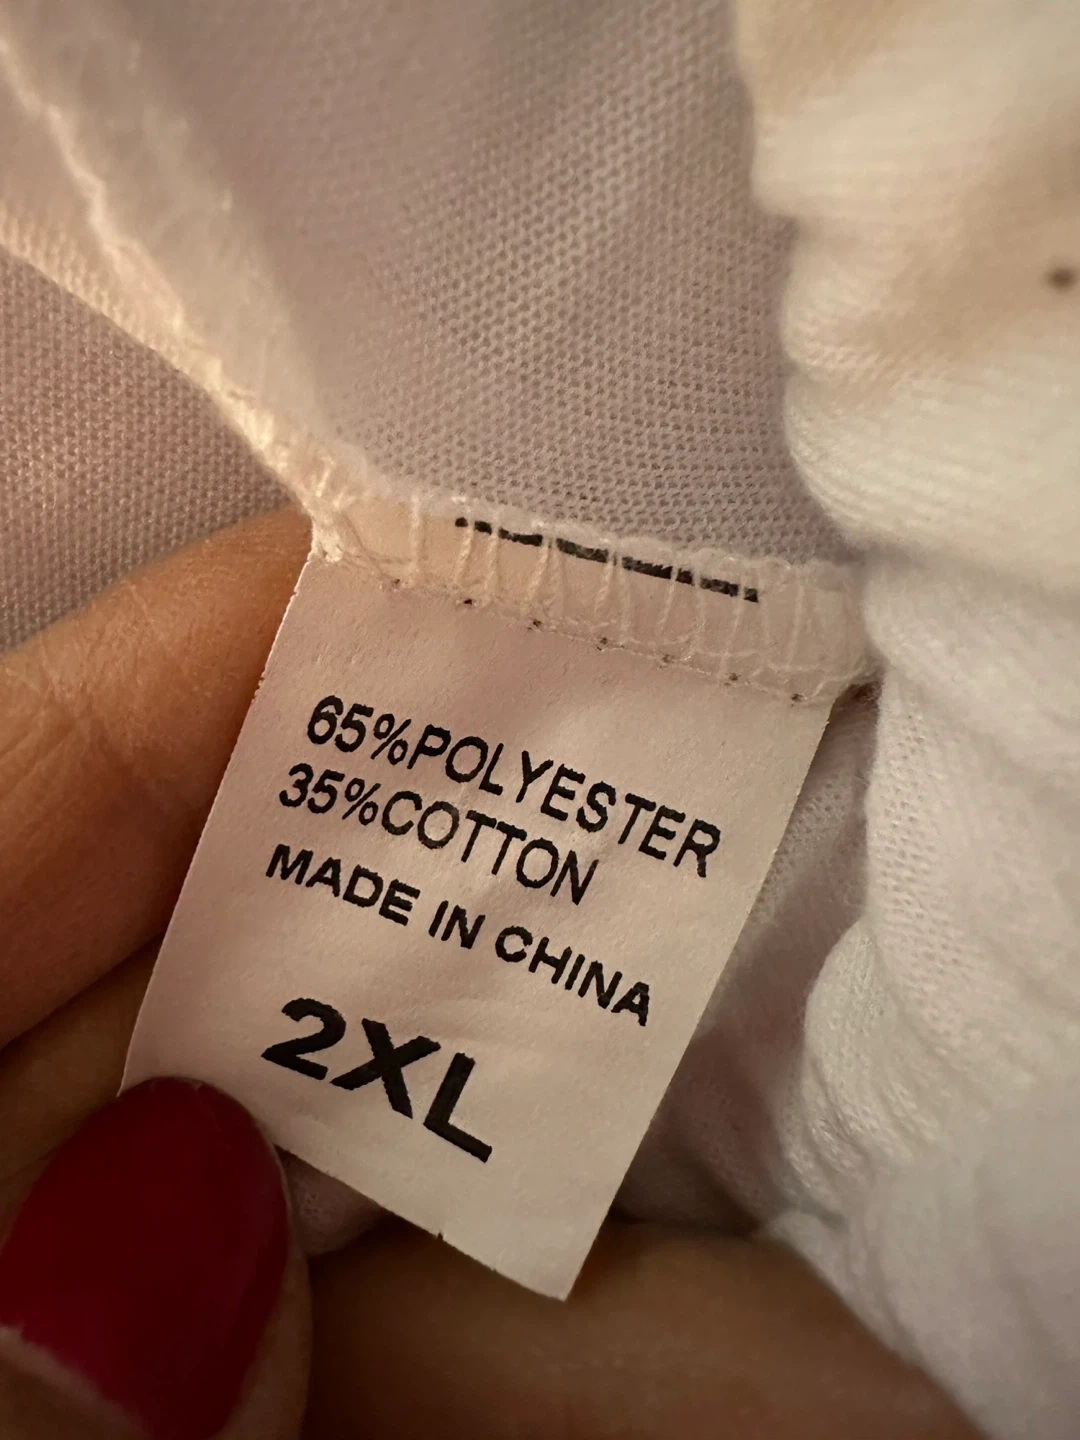 65%POLYESTER
35%COTTON
MADE IN CHINA
2XL